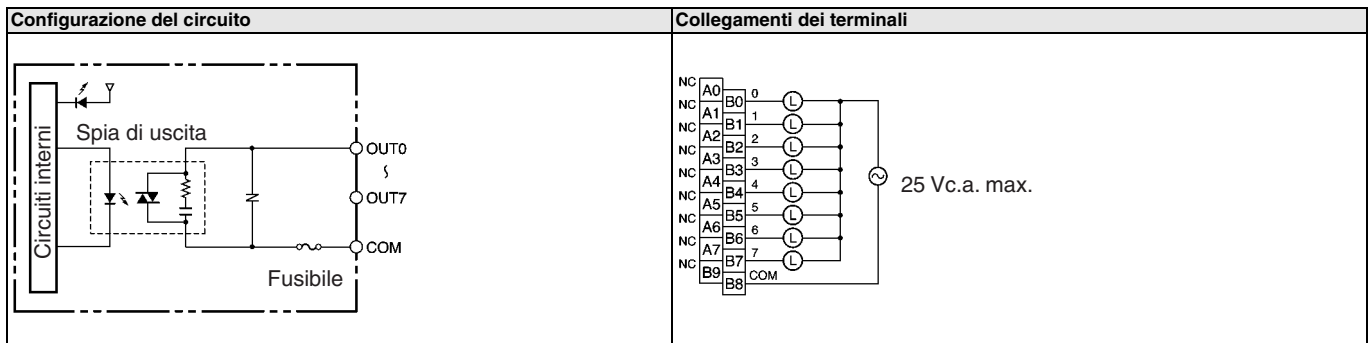 Configurazione del circuito
Collegamenti dei terminali
Circuiti interni
Spia di uscita
OUT0
OUT7
COM
Fusibile
NC
A0
B0
0
L
NC
A1
B1
1
L
NC
A2
B2
2
L
NC
A3
B3
3
L
NC
A4
B4
4
L
NC
A5
B5
5
L
NC
A6
B6
6
L
NC
A7
B7
7
L
NC
B9
B8
COM
25 Vc.a. max.